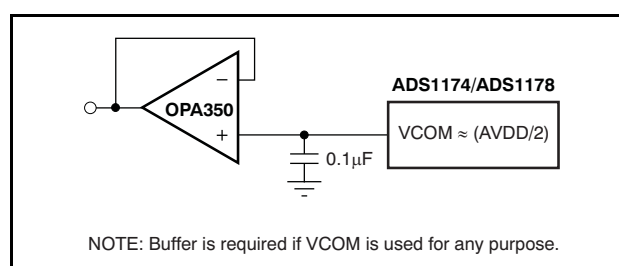 −
ADS1174/ADS1178
OPA350
+
VCOM ≈ (AVDD/2)
0.1μF
NOTE: Buffer is required if VCOM is used for any purpose.